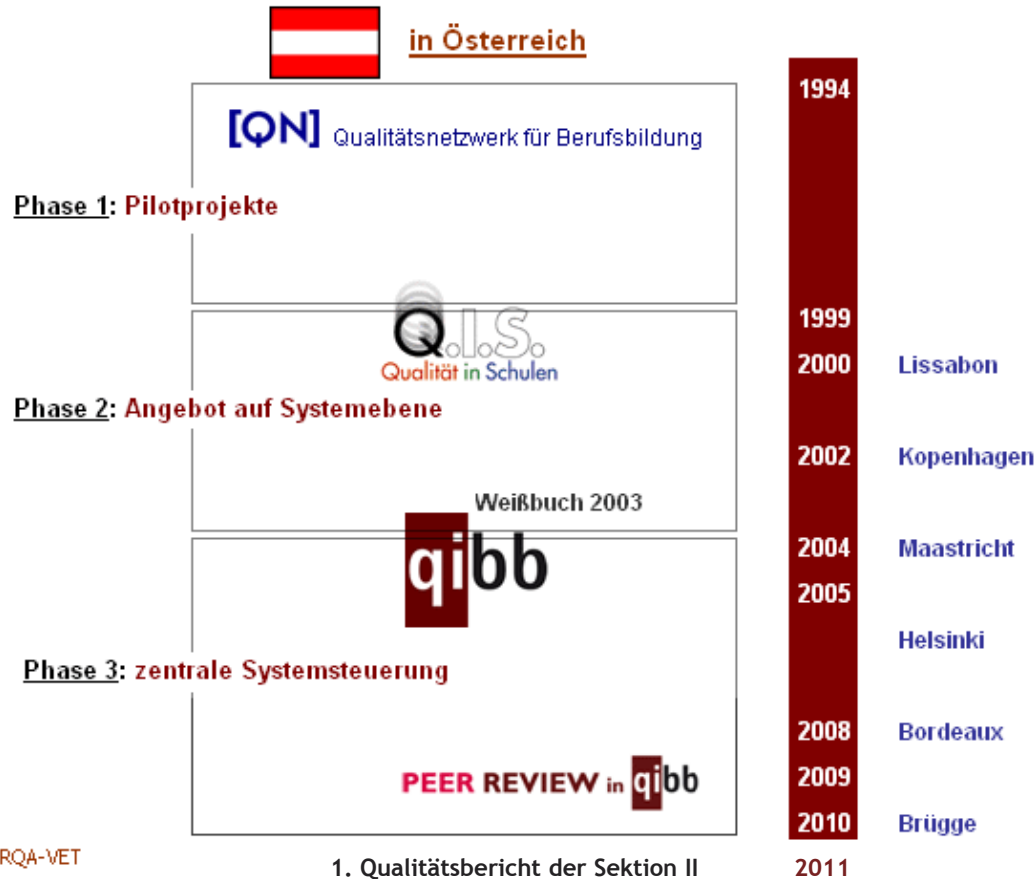 in Österreich
1994
[QN] Qualitätsnetzwerk für Berufsbildung
Phase 1: Pilotprojekte
1999
Q.I.S.
Qualität in Schulen
2000 Lissabon
Phase 2: Angebot auf Systemebene
2002 Kopenhagen
Weißbuch 2003
2004 Maastricht
qibb
2005
Helsinki
Phase 3: zentrale Systemsteuerung
2008 Bordeaux
PEER REVIEW in qibb
2009
2010 Brügge
RQA-VET
1. Qualitätsbericht der Sektion II 2011